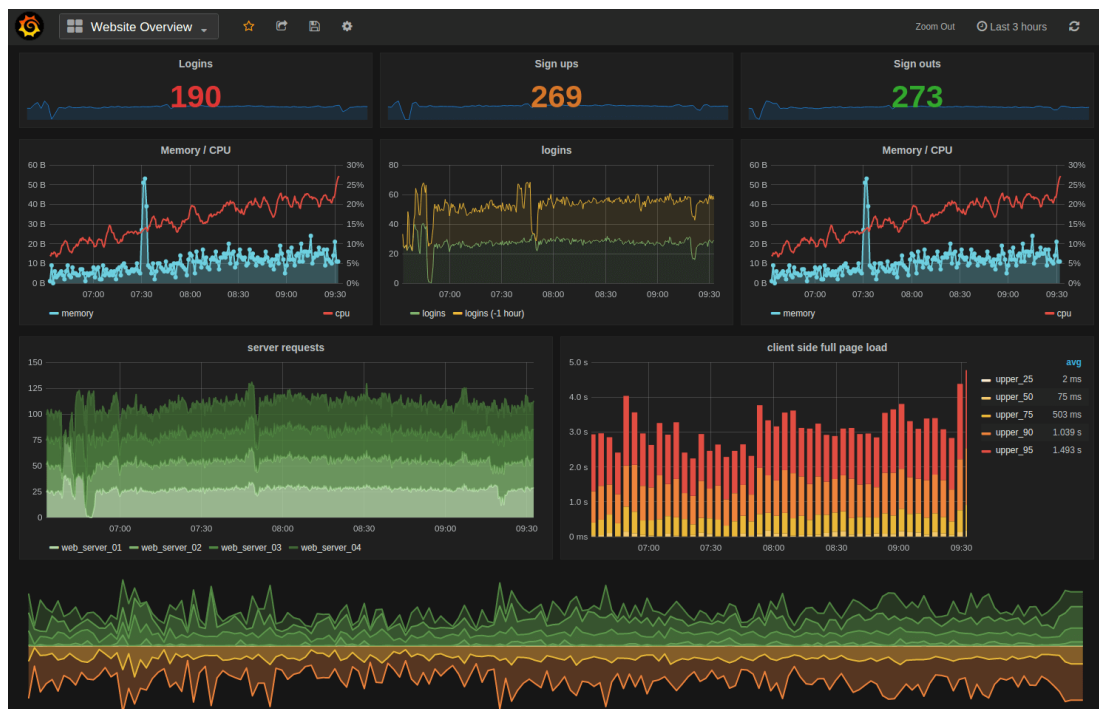 Website Overview
Zoom Out
Last 3 hours
Logins
190
Sign ups
269
Sign outs
273
Memory / CPU
60 B
50 B
40 B
30 B
20 B
10 B
0 B
30%
25%
20%
15%
10%
5%
0%
07:00 07:30 08:00 08:30 09:00 09:30
memory
cpu
logins
80
60
40
20
0
07:00 07:30 08:00 08:30 09:00 09:30
logins logins (-1 hour)
Memory / CPU
60 B
50 B
40 B
30 B
20 B
10 B
0 B
30%
25%
20%
15%
10%
5%
0%
07:00 07:30 08:00 08:30 09:00 09:30
memory
cpu
server requests
150
125
100
75
50
25
0
07:00 07:30 08:00 08:30 09:00 09:30
web_server_01 web_server_02 web_server_03 web_server_04
client side full page load
5.0 s
4.0 s
3.0 s
2.0 s
1.0 s
0 ms
07:00 07:30 08:00 08:30 09:00 09:30
avg
upper_25 2 ms
upper_50 75 ms
upper_75 503 ms
upper_90 1.039 s
upper_95 1.493 s